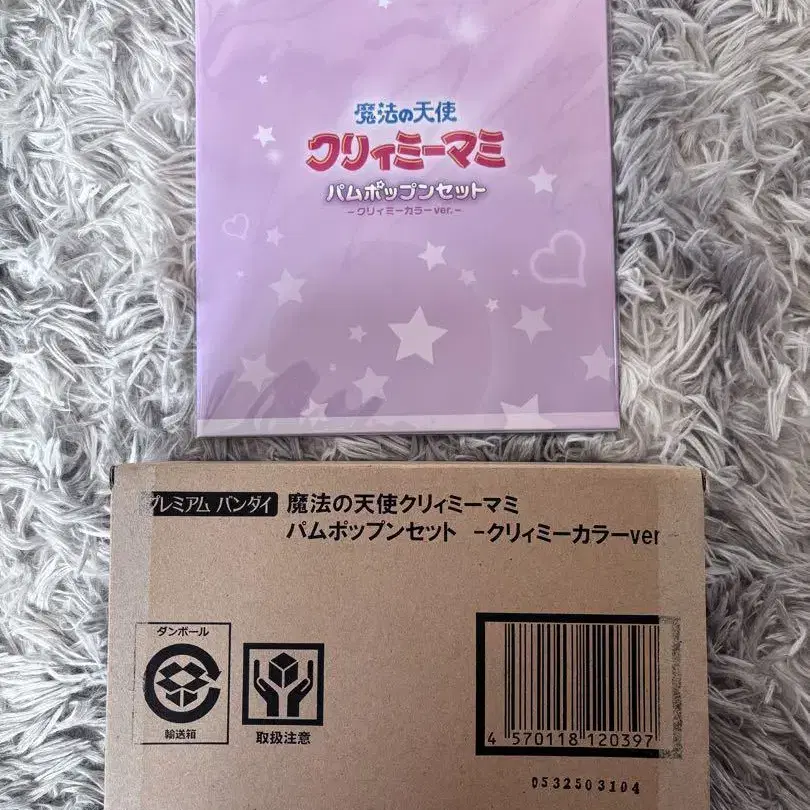 魔法の天使
クリィミーマミ
パムポップンセット
-クリィミーカラーver.-
プレミアム バンダイ
魔法の天使クリィミーマミ
パムポップンセット -クリィミーカラーver
ダンボール
輸送箱
取扱注意
4 570118 120397
0532503104